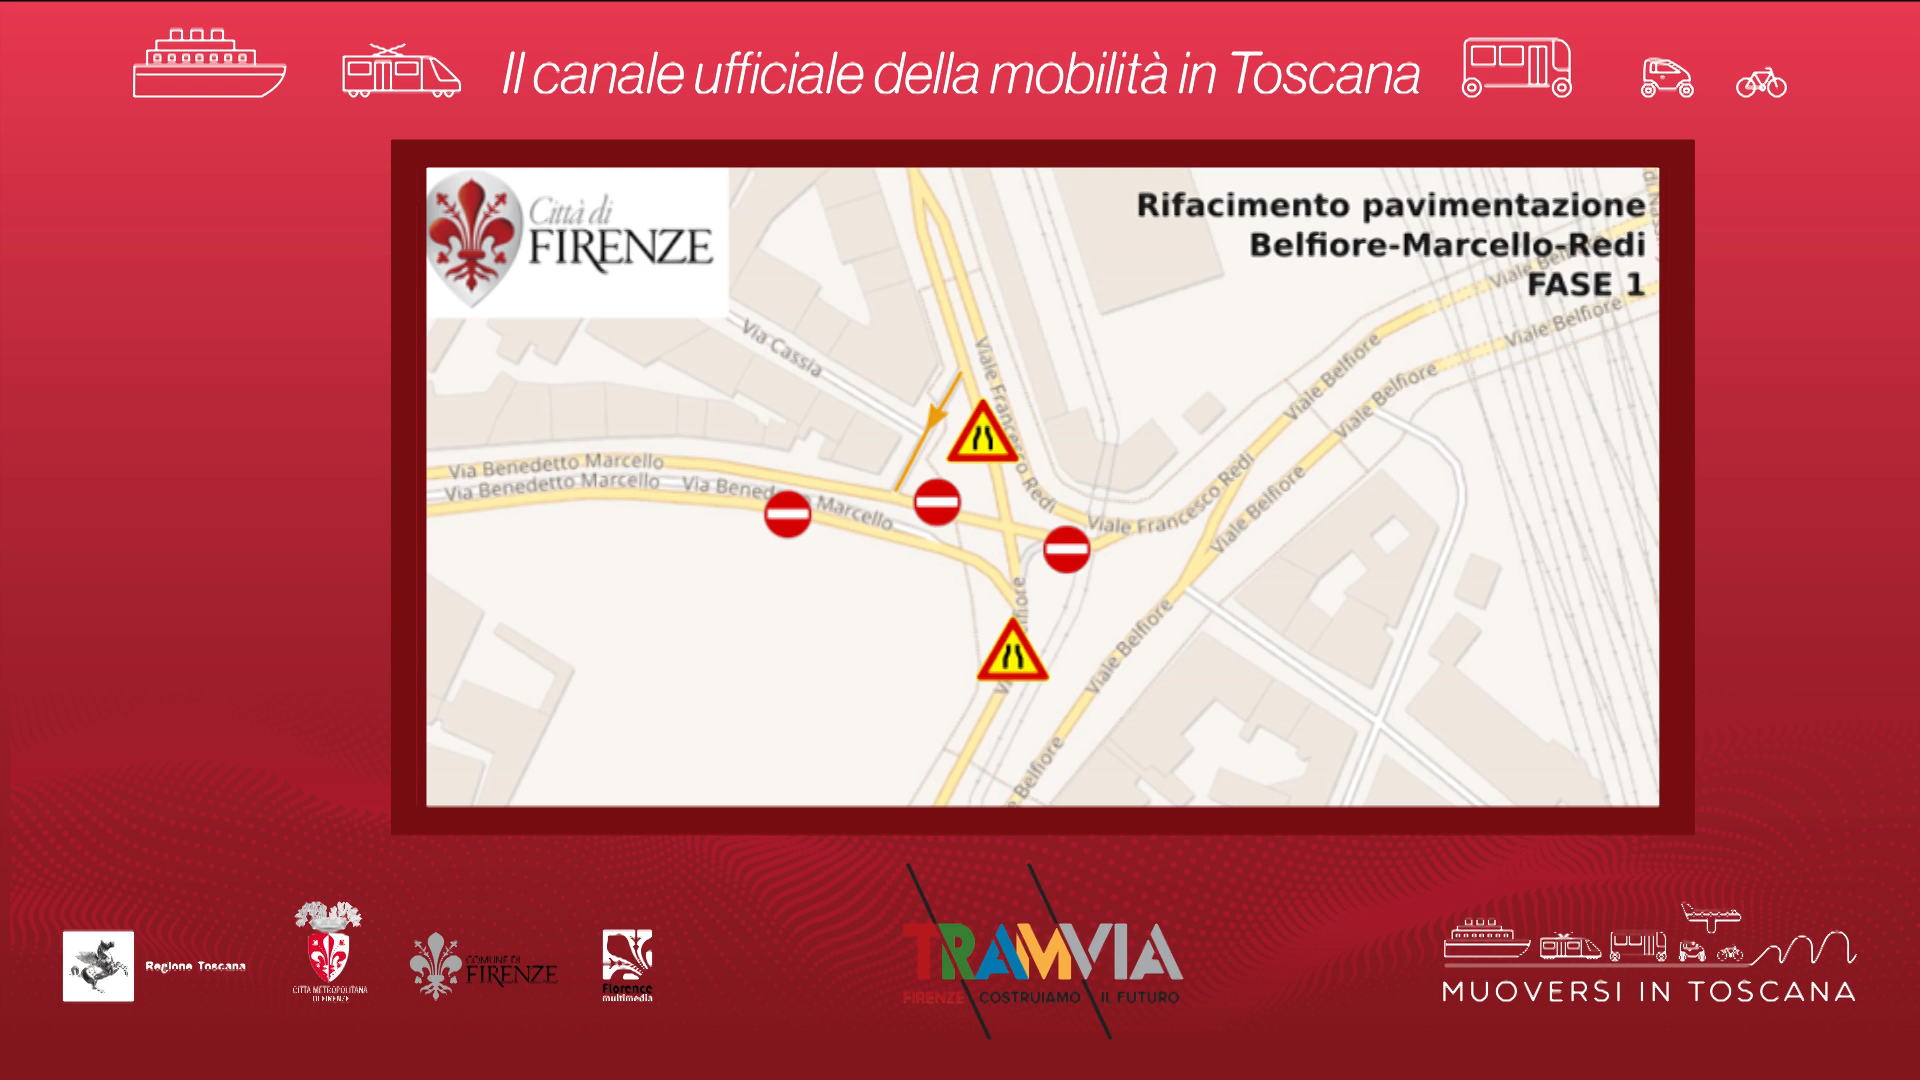 Il canale ufficiale della mobilità in Toscana
Città di
FIRENZE
Rifacimento pavimentazione
Belfiore-Marcello-Redi
FASE 1
Via Cassia
Viale Francesco Redi
Viale Belfiore
Viale Belfiore
Viale Belfiore
Viale Belfiore
Via Benedetto Marcello
Via Benedetto Marcello
Marcello
Viale Francesco Redi
Viale Belfiore
Viale Belfiore
Viale Belfiore
Regione Toscana
CITTÀ METROPOLITANA
DI FIRENZE
COMUNE DI
FIRENZE
Florence
multimedia
TRAMVIA
FIRENZE COSTRUIAMO IL FUTURO
MUOVERSI IN TOSCANA